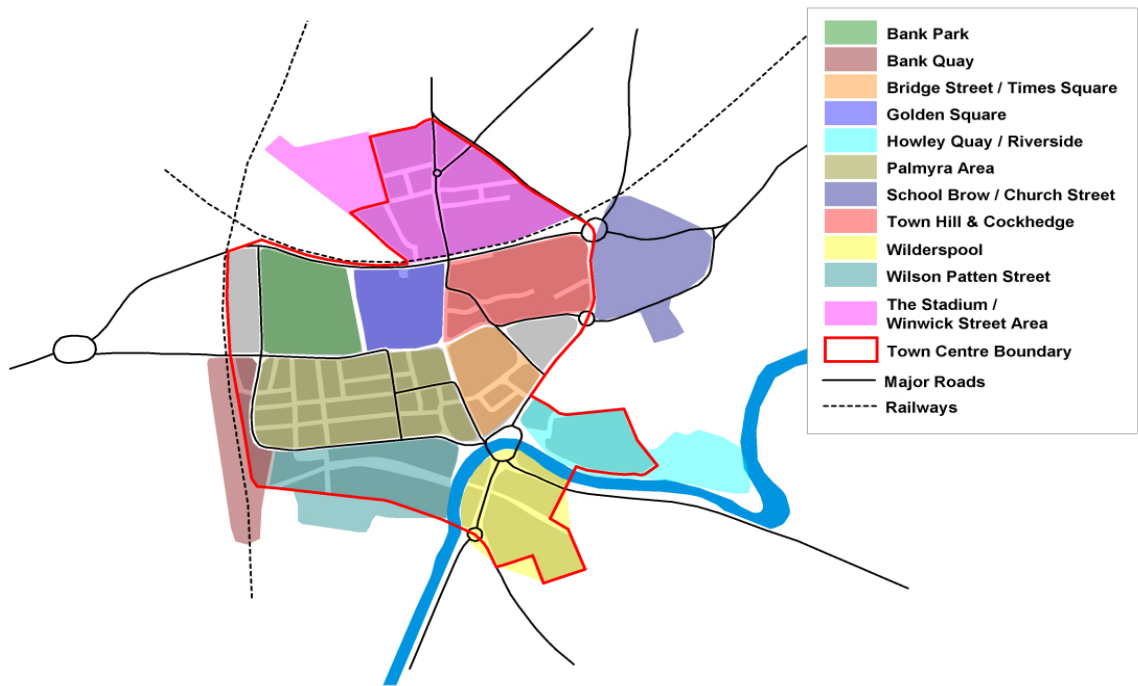 Bank Park
Bank Quay
Bridge Street / Times Square
Golden Square
Howley Quay / Riverside
Palmyra Area
School Brow / Church Street
Town Hill & Cockhedge
Wilderspool
Wilson Patten Street
The Stadium /
Winwick Street Area
Town Centre Boundary
Major Roads
Railways